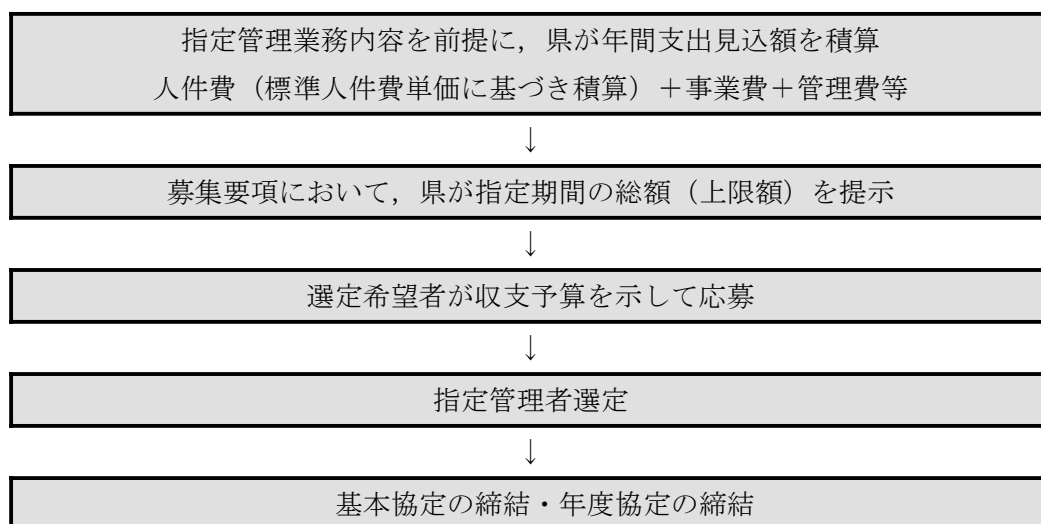 指定管理業務内容を前提に，県が年間支出見込額を積算
人件費（標準人件費単価に基づき積算）＋事業費＋管理費等
↓
募集要項において，県が指定期間の総額（上限額）を提示
↓
選定希望者が収支予算を示して応募
↓
指定管理者選定
↓
基本協定の締結・年度協定の締結